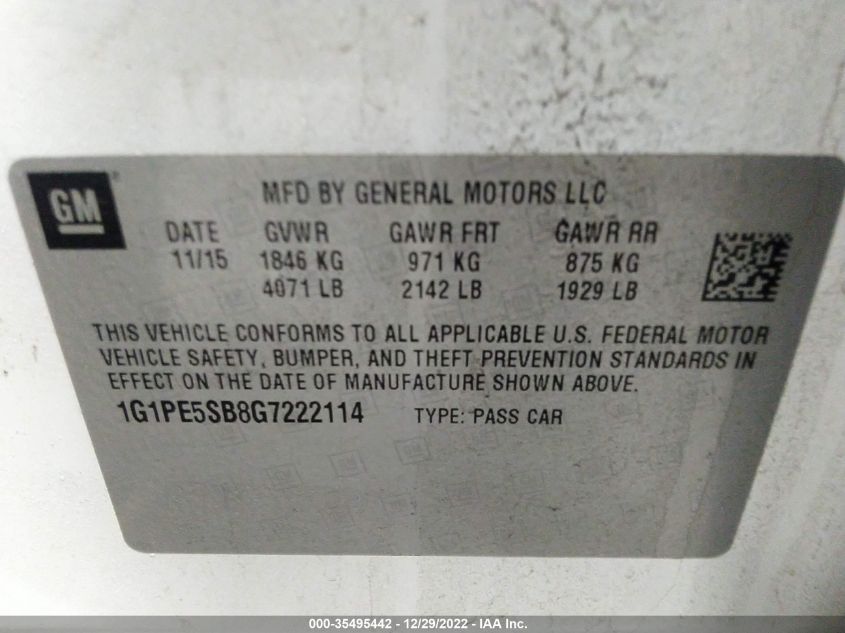 GM
MFD BY GENERAL MOTORS LLC
DATE GVWR GAWR FRT GAWR RR
11/15 1846 KG 971 KG 875 KG
4071 LB 2142 LB 1929 LB
THIS VEHICLE CONFORMS TO ALL APPLICABLE U.S. FEDERAL MOTOR
VEHICLE SAFETY, BUMPER, AND THEFT PREVENTION STANDARDS IN
EFFECT ON THE DATE OF MANUFACTURE SHOWN ABOVE.
1G1PE5SB8G7222114 TYPE: PASS CAR
000-35495442 - 12/29/2022 - IAA Inc.